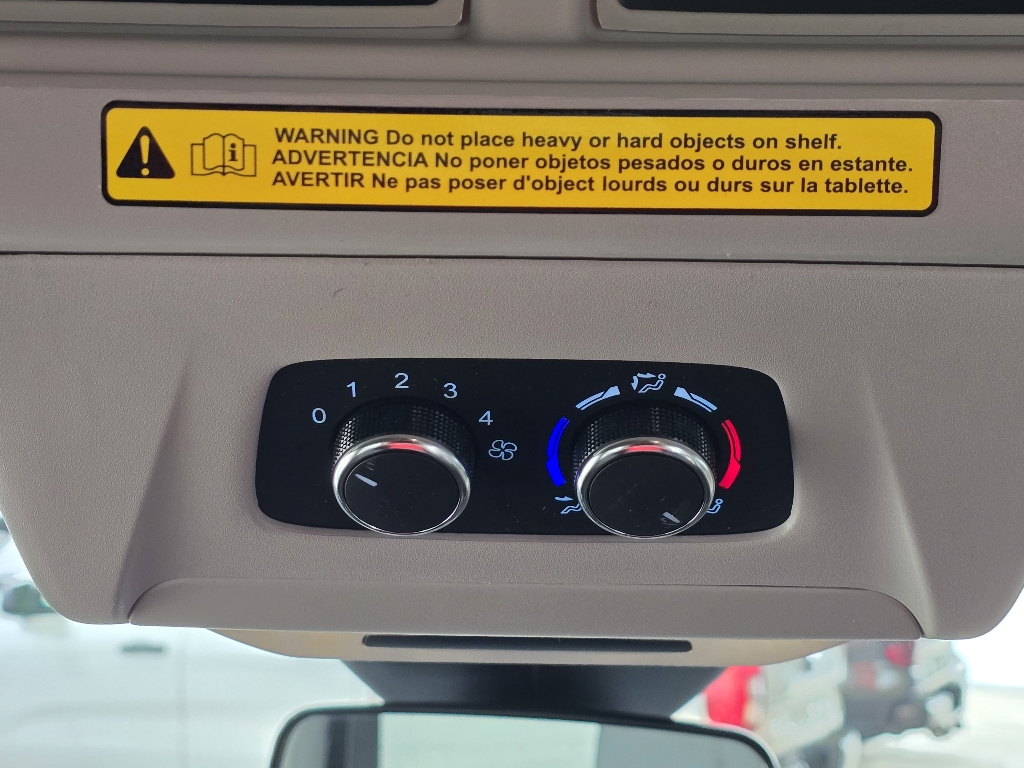 WARNING Do not place heavy or hard objects on shelf.
ADVERTENCIA No poner objetos pesados o duros en estante.
AVERTIR Ne pas poser d'object lourds ou durs sur la tablette.
0 1 2 3 4